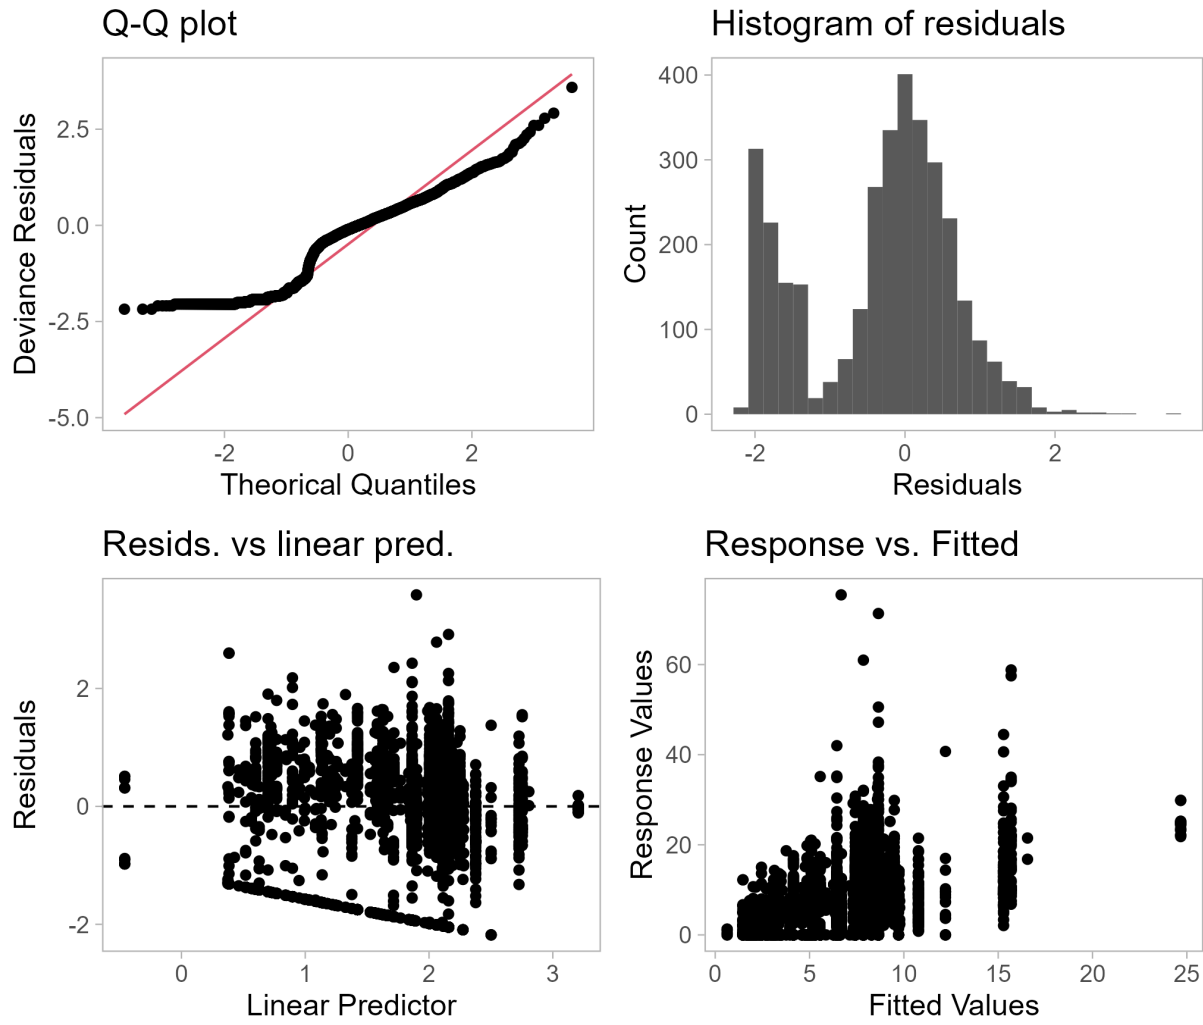 Q-Q plot
Deviance Residuals
2.5
0.0
-2.5
-5.0
-2 0 2
Theorical Quantiles
Histogram of residuals
Count
400
300
200
100
0
-2 0 2
Residuals
Resids. vs linear pred.
Residuals
2
0
-2
0 1 2 3
Linear Predictor
Response vs. Fitted
Response Values
60
40
20
0
0 5 10 15 20 25
Fitted Values